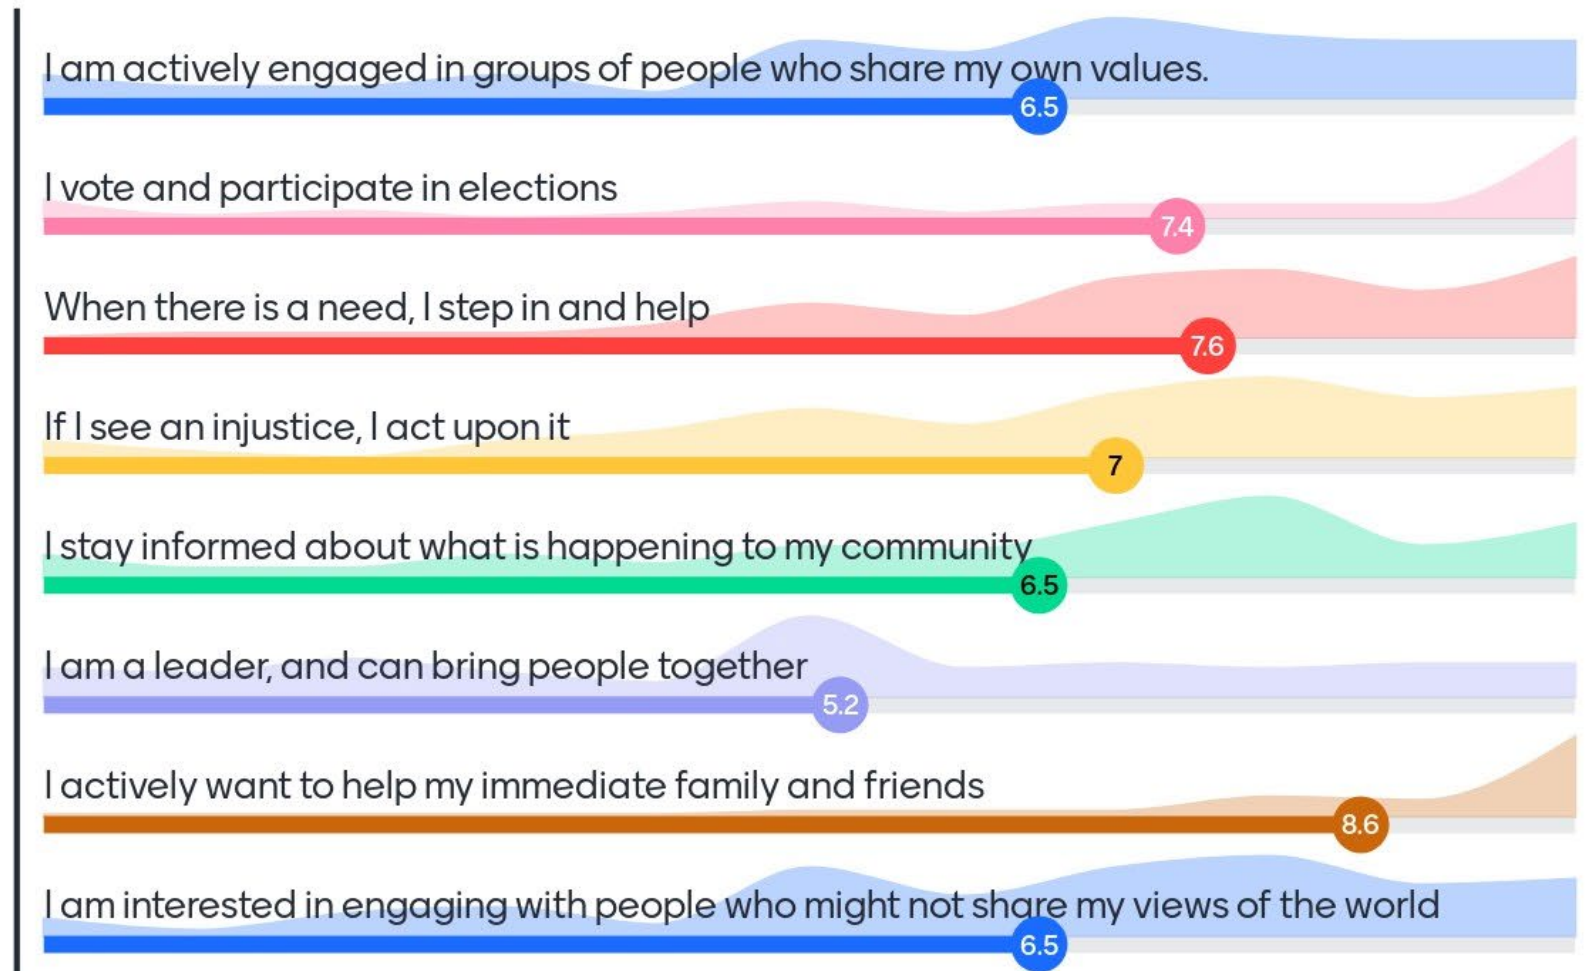 I am actively engaged in groups of people who share my own values.
6.5
I vote and participate in elections
7.4
When there is a need, I step in and help
7.6
If I see an injustice, I act upon it
7
I stay informed about what is happening to my community
6.5
I am a leader, and can bring people together
5.2
I actively want to help my immediate family and friends
8.6
I am interested in engaging with people who might not share my views of the world
6.5